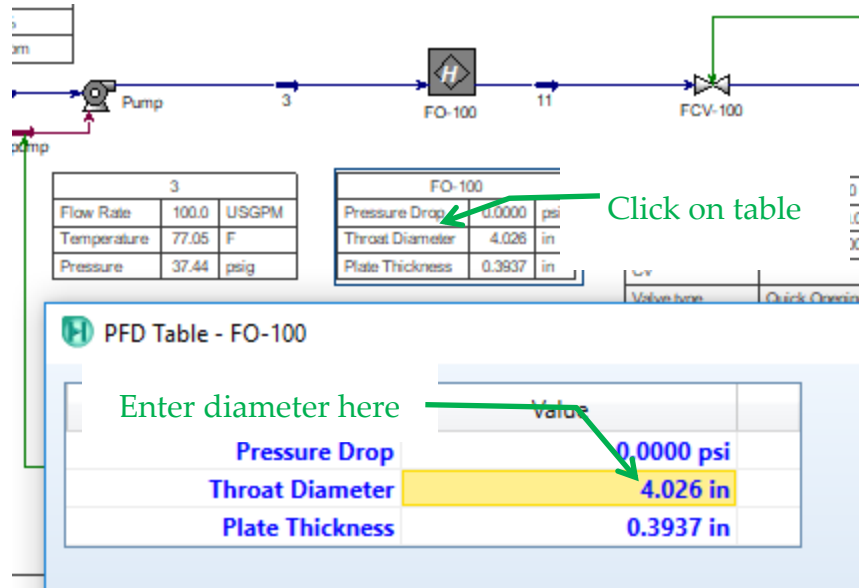 Pump
3
FO-100
11
FCV-100
pump
3
Flow Rate 100.0 USGPM
Temperature 77.05 F
Pressure 37.44 psig
FO-100
Pressure Drop 0.0000 psi
Throat Diameter 4.026 in
Plate Thickness 0.3937 in
Click on table
Valve type Quick Opening
PFD Table - FO-100
Enter diameter here
Value
Pressure Drop 0.0000 psi
Throat Diameter 4.026 in
Plate Thickness 0.3937 in